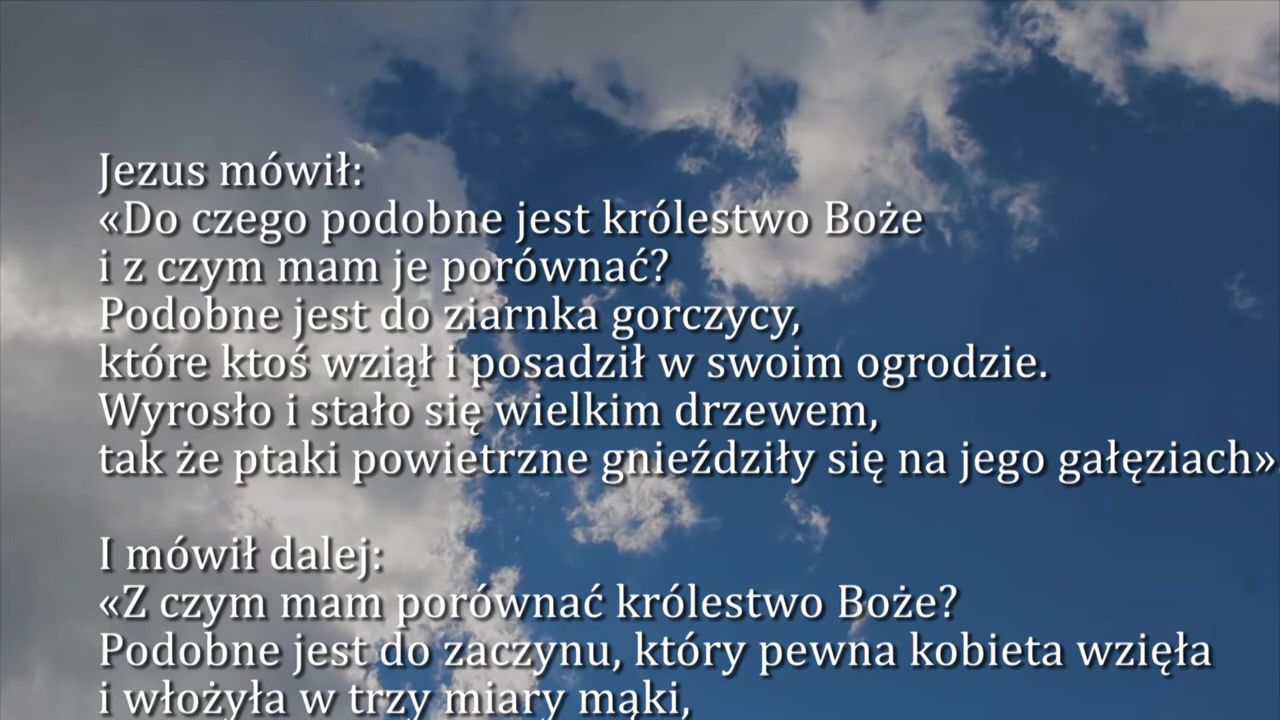 Jezus mówił:
«Do czego podobne jest królestwo Boże
i z czym mam je porównać?
Podobne jest do ziarnka gorczycy,
które ktoś wziął i posadził w swoim ogrodzie.
Wyrosło i stało się wielkim drzewem,
tak że ptaki powietrzne gnieździły się na jego gałęziach».
I mówił dalej:
«Z czym mam porównać królestwo Boże?
Podobne jest do zaczynu, który pewna kobieta wzięła
i włożyła w trzy miary mąki,